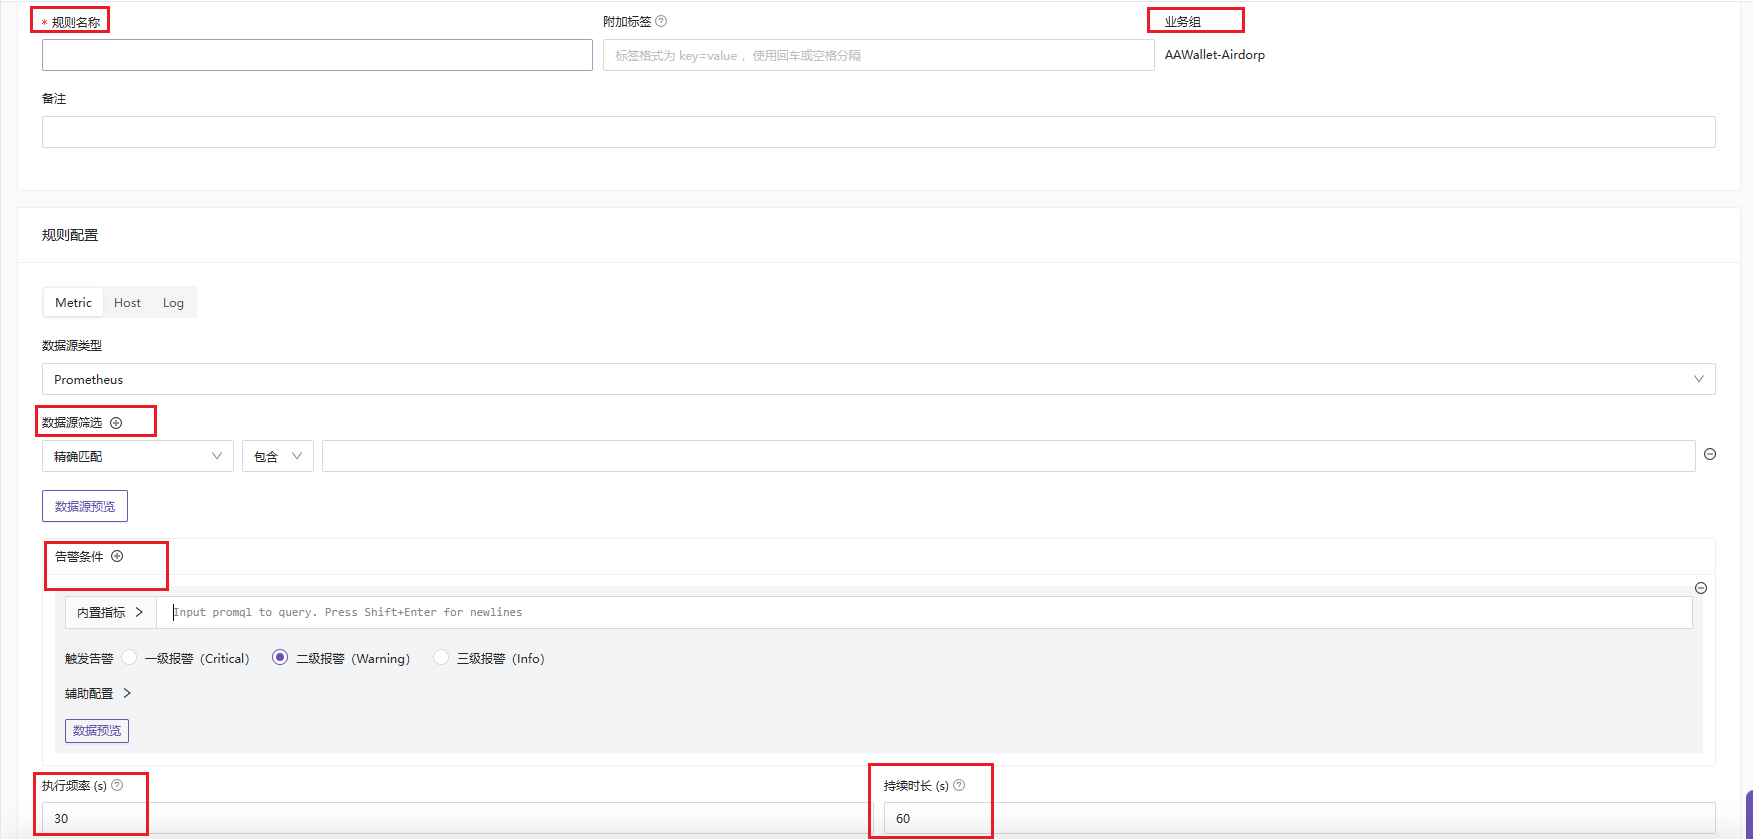 * 规则名称 附加标签 业务组
标签格式为 key=value ，使用回车或空格分隔 AAWallet-Airdorp
备注
规则配置
Metric Host Log
数据源类型
Prometheus
数据源筛选
精确匹配 包含
数据源预览
告警条件
内置指标 Input promql to query. Press Shift+Enter for newlines
触发告警 一级报警（Critical） 二级报警（Warning） 三级报警（Info）
辅助配置
数据预览
执行频率 (s) 持续时长 (s)
30 60